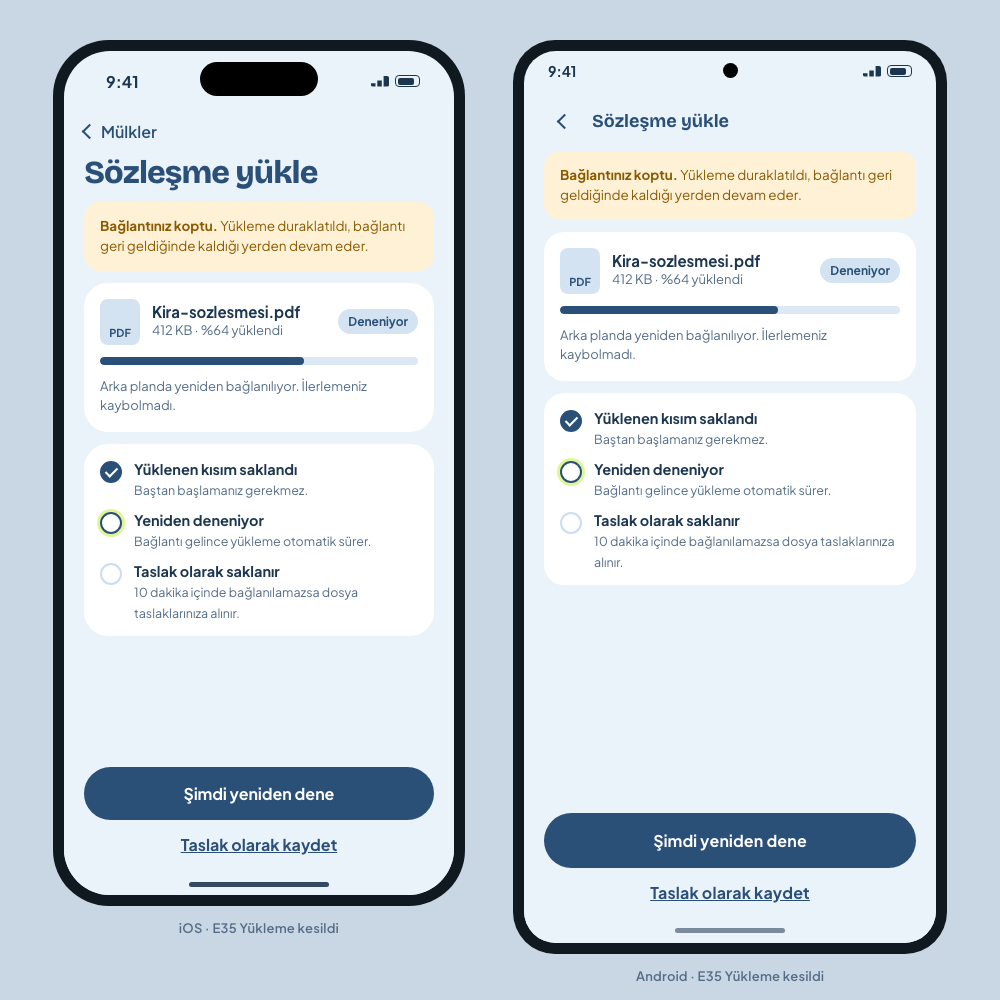 9:41
Mülkler
Sözleşme yükle
Bağlantınız koptu. Yükleme duraklatıldı, bağlantı
geri geldiğinde kaldığı yerden devam eder.
PDF
Kira-sozlesmesi.pdf
412 KB · %64 yüklendi
Deneniyor
Arka planda yeniden bağlanılıyor. İlerlemeniz
kaybolmadı.
Yüklenen kısım saklandı
Baştan başlamanız gerekmez.
Yeniden deneniyor
Bağlantı gelince yükleme otomatik sürer.
Taslak olarak saklanır
10 dakika içinde bağlanılamazsa dosya
taslaklarınıza alınır.
Şimdi yeniden dene
Taslak olarak kaydet
iOS · E35 Yükleme kesildi
9:41
Sözleşme yükle
Bağlantınız koptu. Yükleme duraklatıldı, bağlantı geri
geldiğinde kaldığı yerden devam eder.
PDF
Kira-sozlesmesi.pdf
412 KB · %64 yüklendi
Deneniyor
Arka planda yeniden bağlanılıyor. İlerlemeniz
kaybolmadı.
Yüklenen kısım saklandı
Baştan başlamanız gerekmez.
Yeniden deneniyor
Bağlantı gelince yükleme otomatik sürer.
Taslak olarak saklanır
10 dakika içinde bağlanılamazsa dosya taslaklarınıza
alınır.
Şimdi yeniden dene
Taslak olarak kaydet
Android · E35 Yükleme kesildi